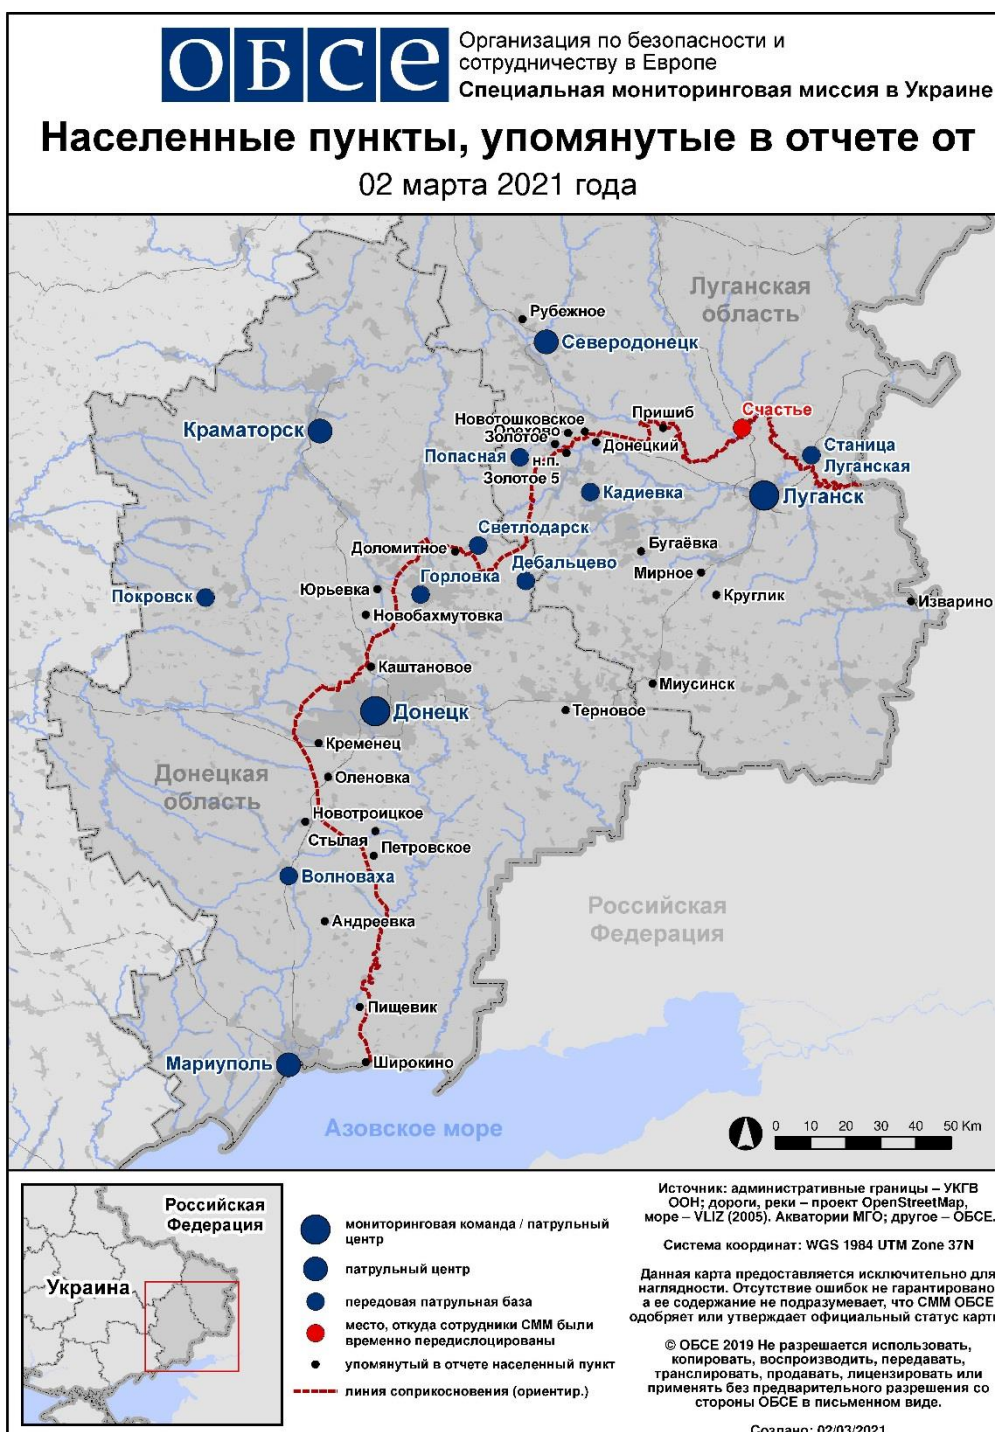 ОБСЕ
Организация по безопасности и
сотрудничеству в Европе
Специальная мониторинговая миссия в Украине
Населенные пункты, упомянутые в отчете от
02 марта 2021 года
Луганская
область
Рубежное
Северодонецк
Новотошковское
Орехово
Золотое
Пришиб
Счастье
Краматорск
Попасная
н.п.
Золотое 5
Донецкий
Станица
Луганская
Кадиевка
Луганск
Светлодарск
Доломитное
Бугаёвка
Дебальцево
Мирное
Горловка
Юрьевка
Покровск
Круглик
Изварино
Новобахмутовка
Каштановое
Миусинск
Донецк
Терновое
Кременец
Донецкая
область
Оленовка
Новотроицкое
Стылая
Петровское
Волноваха
Российская
Федерация
Андреевка
Пищевик
Мариуполь
Широкино
Азовское море
0 10 20 30 40 50 Km
Российская
Федерация
Украина
мониторинговая команда / патрульный
центр
патрульный центр
передовая патрульная база
место, откуда сотрудники СММ были
временно передислоцированы
упомянутый в отчете населенный пункт
линия соприкосновения (ориентир.)
Источник: административные границы – УКГВ
ООН; дороги, реки – проект OpenStreetMap,
море – VLIZ (2005). Акватории МГО; другое – ОБСЕ.
Система координат: WGS 1984 UTM Zone 37N
Данная карта предоставляется исключительно для
наглядности. Отсутствие ошибок не гарантировано
а ее содержание не подразумевает, что СММ ОБСЕ
одобряет или утверждает официальный статус
© ОБСЕ 2019 Не разрешается использовать,
копировать, воспроизводить, передавать,
транслировать, продавать, лицензировать или
применять без предварительного разрешения со
стороны ОБСЕ в письменном виде.
Создано: 02/03/2021